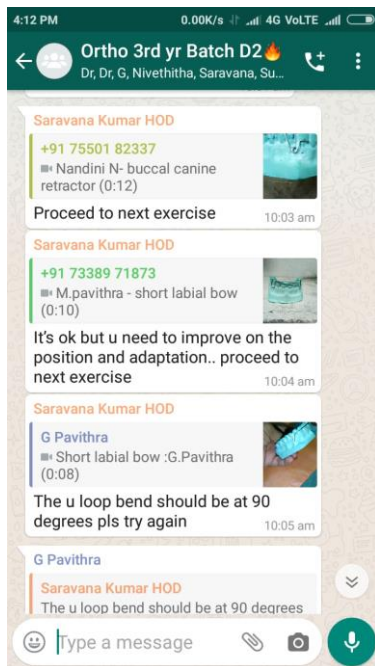 4:12 PM 0.00K/s 4G VoLTE
Ortho 3rd yr Batch D2🔥
Dr, Dr, G, Nivethitha, Saravana, Su...
Saravana Kumar HOD
+91 75501 82337
Nandini N- buccal canine
retractor (0:12)
Proceed to next exercise 10:03 am
Saravana Kumar HOD
+91 73389 71873
M.pavithra - short labial bow
(0:10)
It's ok but u need to improve on the
position and adaptation.. proceed to
next exercise 10:04 am
Saravana Kumar HOD
G Pavithra
Short labial bow :G.Pavithra
(0:08)
The u loop bend should be at 90
degrees pls try again 10:05 am
G Pavithra
Saravana Kumar HOD
The u loop bend should be at 90 degrees
Type a message